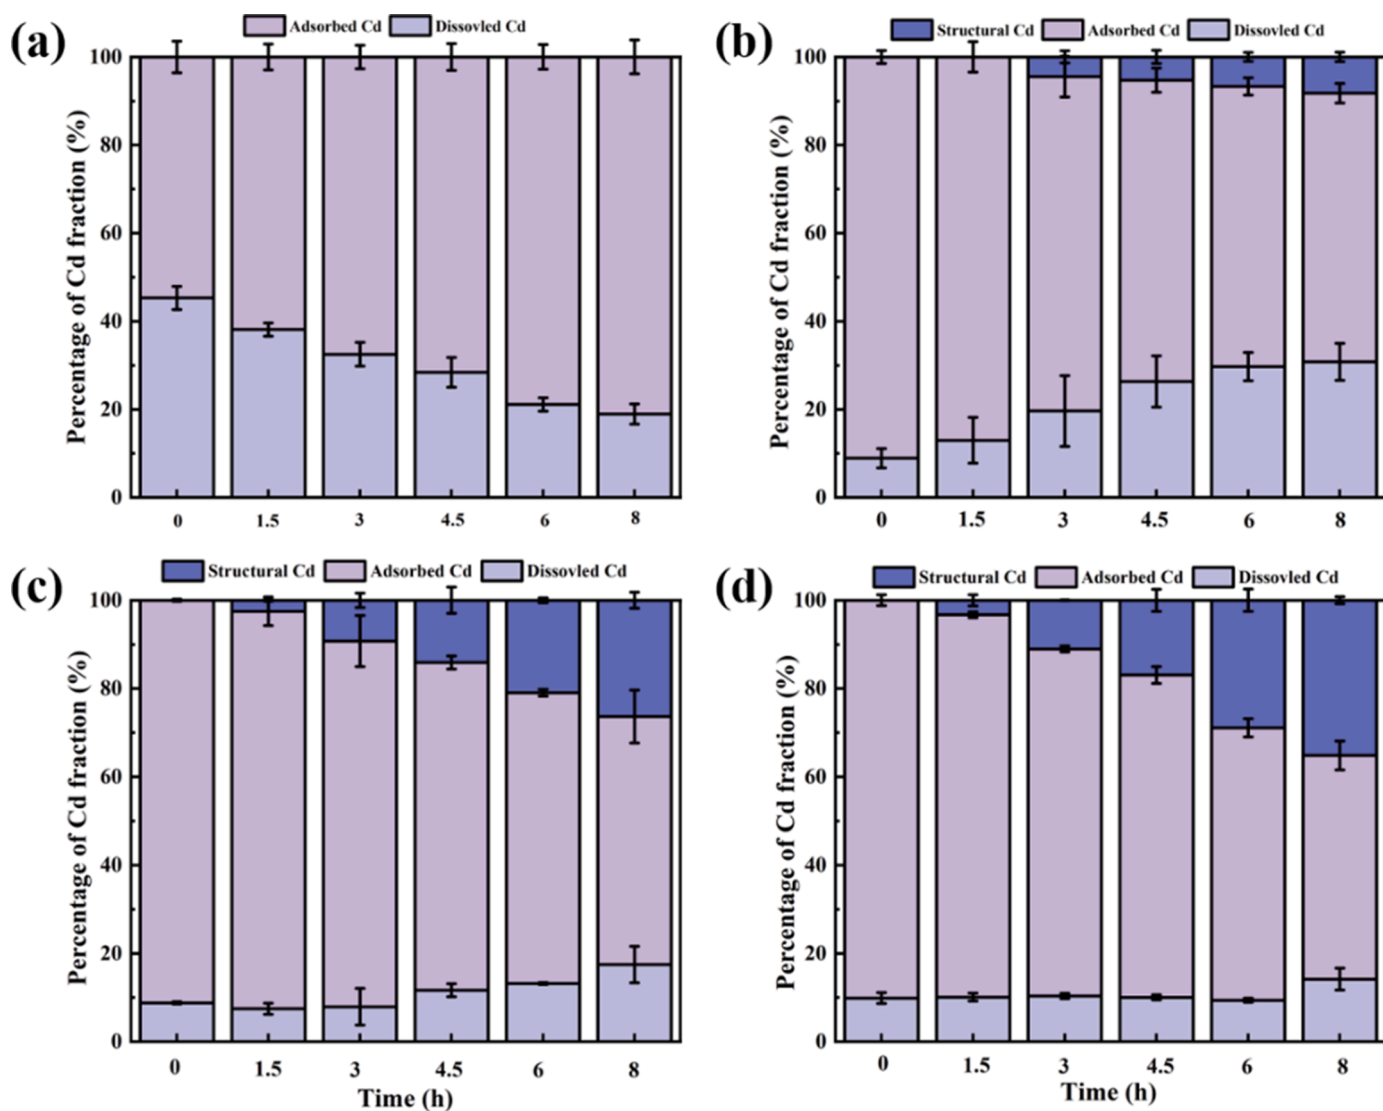 (a)
Adsorbed Cd Dissovled Cd
Percentage of Cd fraction (%)
100
80
60
40
20
0
0 1.5 3 4.5 6 8
(b)
Structural Cd Adsorbed Cd Dissovled Cd
Percentage of Cd fraction (%)
100
80
60
40
20
0
0 1.5 3 4.5 6 8
(c)
Structural Cd Adsorbed Cd Dissovled Cd
Percentage of Cd fraction (%)
100
80
60
40
20
0
0 1.5 3 4.5 6 8
Time (h)
(d)
Structural Cd Adsorbed Cd Dissovled Cd
Percentage of Cd fraction (%)
100
80
60
40
20
0
0 1.5 3 4.5 6 8
Time (h)